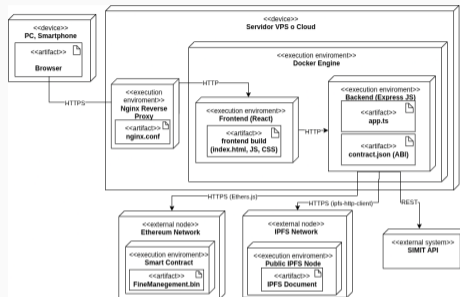 <<device>>
PC, Smartphone
<<artifact>>
Browser
HTTPS
<<device>>
Servidor VPS o Cloud
<<execution
enviroment>>
Nginx Reverse
Proxy
<<artifact>>
nginx.conf
HTTP
<<execution enviroment>>
Docker Engine
<<execution enviroment>>
Frontend (React)
<<artifact>>
frontend build
(index.html, JS, CSS)
HTTP
<<execution enviroment>>
Backend (Express JS)
<<artifact>>
app.ts
<<artifact>>
contract.json (ABI)
HTTPS (Ethers.js)
HTTPS (ipfs-http-client)
REST
<<external node>>
Ethereum Network
<<execution enviroment>>
Smart Contract
<<artifact>>
FineManegement.bin
<<external node>>
IPFS Network
<<execution enviroment>>
Public IPFS Node
<<artifact>>
IPFS Document
<<external system>>
SIMIT API